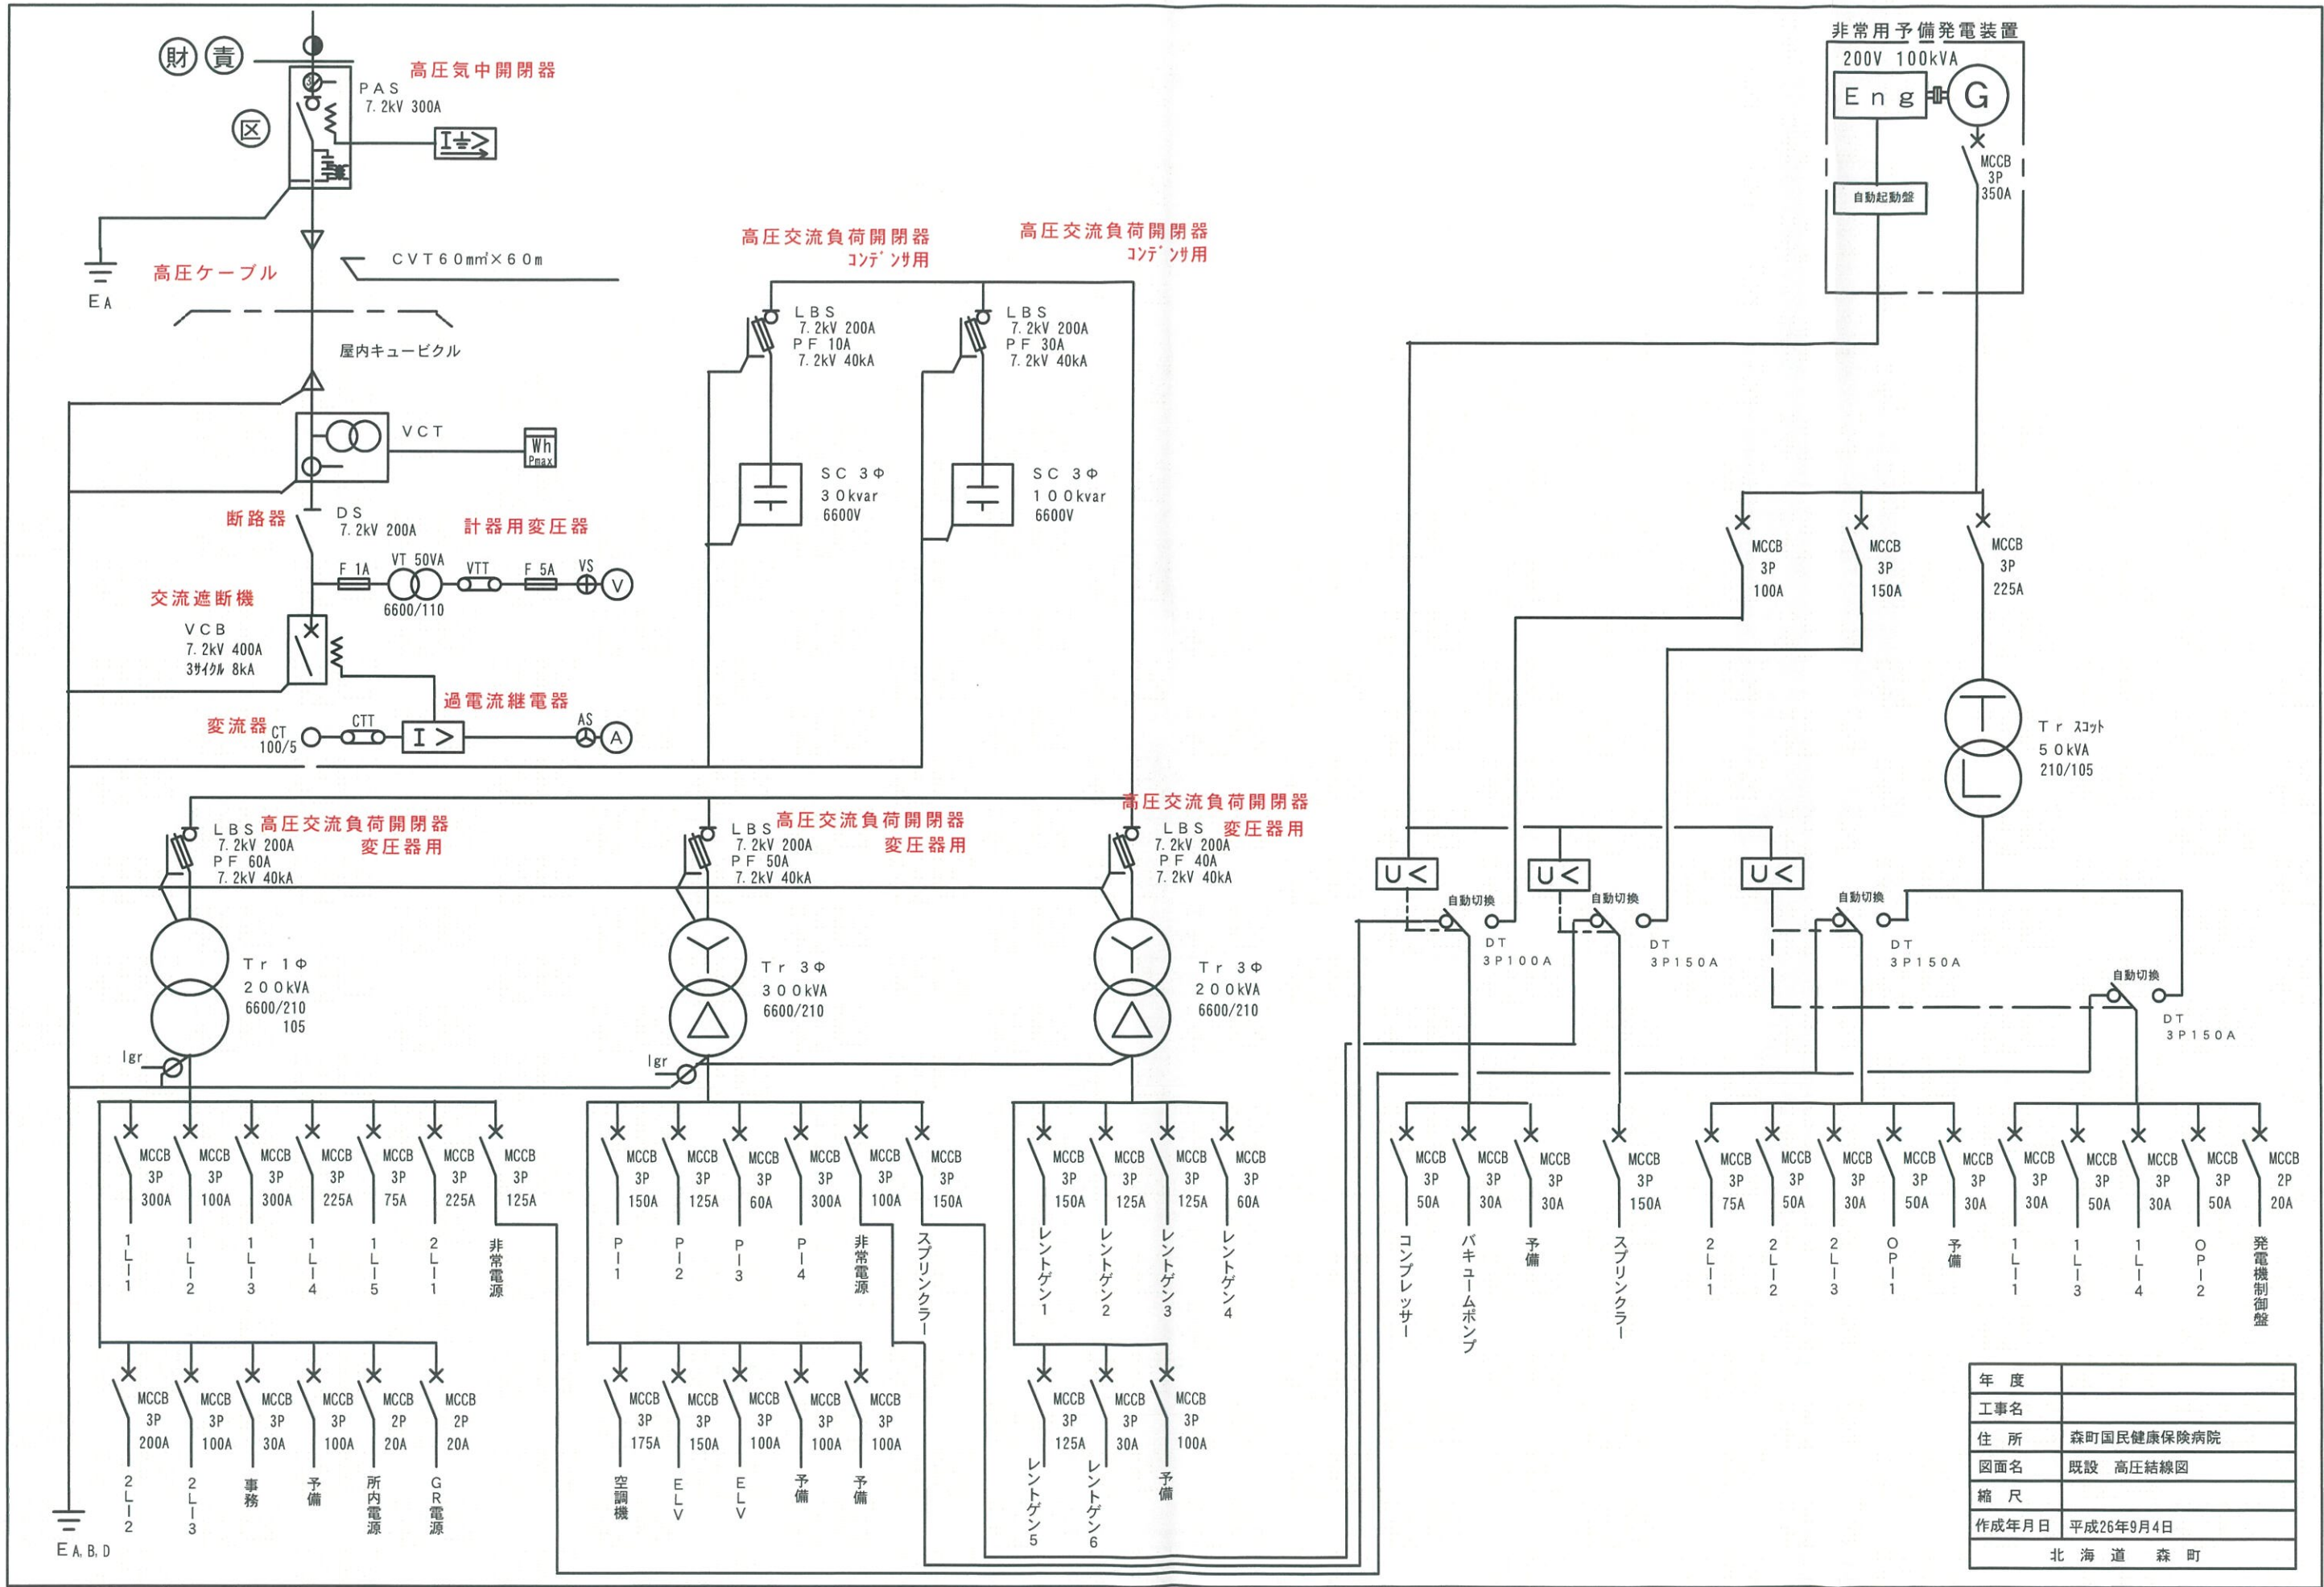 財 責
区
高圧気中開閉器
PAS
7.2kV 300A
I >
EA
高圧ケーブル
CVT60mm²×60m
屋内キュービクル
VCT
Wh
Pmax
断路器
DS
7.2kV 200A
計器用変圧器
F 1A
VT 50VA
6600/110
VTT
F 5A
VS
V
交流遮断機
VCB
7.2kV 400A
3ｻｲｸﾙ 8kA
過電流継電器
変流器
CT
100/5
CTT
I >
AS
A
高圧交流負荷開閉器
ｺﾝﾃﾞﾝｻ用
LBS
7.2kV 200A
PF 10A
7.2kV 40kA
SC 3Φ
30kvar
6600V
高圧交流負荷開閉器
ｺﾝﾃﾞﾝｻ用
LBS
7.2kV 200A
PF 30A
7.2kV 40kA
SC 3Φ
100kvar
6600V
LBS 高圧交流負荷開閉器
変圧器用
7.2kV 200A
PF 60A
7.2kV 40kA
Tr 1Φ
200kVA
6600/210
105
Igr
LBS 高圧交流負荷開閉器
変圧器用
7.2kV 200A
PF 50A
7.2kV 40kA
Tr 3Φ
300kVA
6600/210
Igr
高圧交流負荷開閉器
LBS 変圧器用
7.2kV 200A
PF 40A
7.2kV 40kA
Tr 3Φ
200kVA
6600/210
MCCB 3P 300A 1L-1
MCCB 3P 100A 1L-2
MCCB 3P 300A 1L-3
MCCB 3P 225A 1L-4
MCCB 3P 75A 1L-5
MCCB 3P 225A 2L-1
MCCB 3P 125A 非常電源
MCCB 3P 200A 2L-2
MCCB 3P 100A 2L-3
MCCB 3P 30A 事務
MCCB 3P 100A 予備
MCCB 2P 20A 所内電源
MCCB 2P 20A GR電源
EA,B,D
MCCB 3P 150A P-1
MCCB 3P 125A P-2
MCCB 3P 60A P-3
MCCB 3P 300A P-4
MCCB 3P 100A 非常電源
MCCB 3P 150A スプリンクラー
MCCB 3P 175A 空調機
MCCB 3P 150A ELV
MCCB 3P 100A ELV
MCCB 3P 100A 予備
MCCB 3P 100A 予備
MCCB 3P 150A レントゲン1
MCCB 3P 125A レントゲン2
MCCB 3P 125A レントゲン3
MCCB 3P 60A レントゲン4
MCCB 3P 125A レントゲン5
MCCB 3P 30A レントゲン6
MCCB 3P 100A 予備
非常用予備発電装置
200V 100kVA
Eng
G
自動起動盤
MCCB
3P
350A
MCCB 3P 100A
MCCB 3P 150A
MCCB 3P 225A
Tr ｽｺｯﾄ
50kVA
210/105
U<
自動切換
DT
3P100A
U<
自動切換
DT
3P150A
U<
自動切換
DT
3P150A
自動切換
DT
3P150A
MCCB 3P 50A コンプレッサー
MCCB 3P 30A バキュームポンプ
MCCB 3P 30A 予備
MCCB 3P 150A スプリンクラー
MCCB 3P 75A 2L-1
MCCB 3P 50A 2L-2
MCCB 3P 30A 2L-3
MCCB 3P 50A OP-1
MCCB 3P 30A 予備
MCCB 3P 30A 1L-1
MCCB 3P 50A 1L-3
MCCB 3P 30A 1L-4
MCCB 3P 50A OP-2
MCCB 2P 20A 発電機制御盤
年 度
工事名
住 所 森町国民健康保険病院
図面名 既設 高圧結線図
縮 尺
作成年月日 平成26年9月4日
北 海 道 森 町